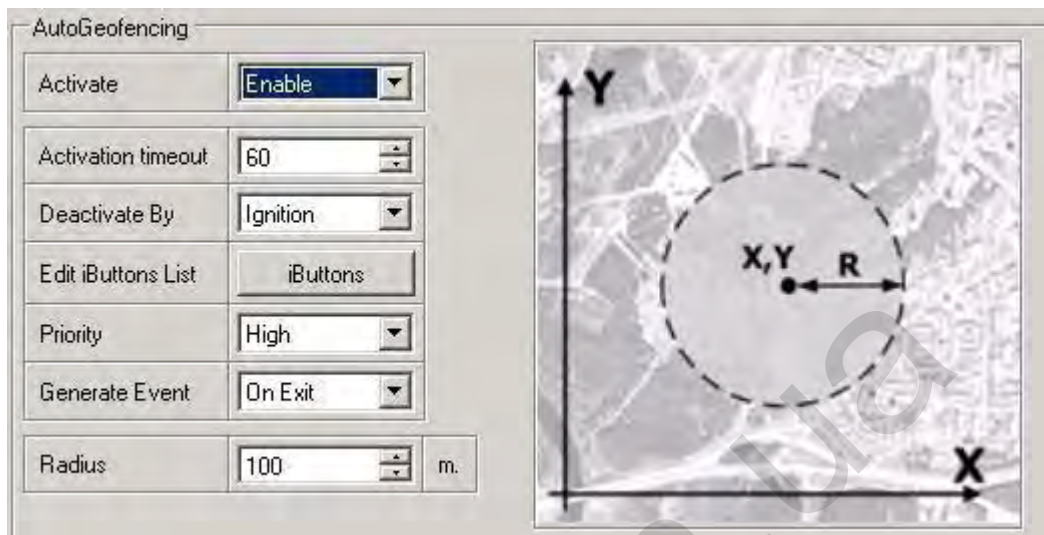 AutoGeofencing
Activate Enable
Activation timeout 60
Deactivate By Ignition
Edit iButtons List iButtons
Priority High
Generate Event On Exit
Radius 100 m.
Y
X,Y R
X